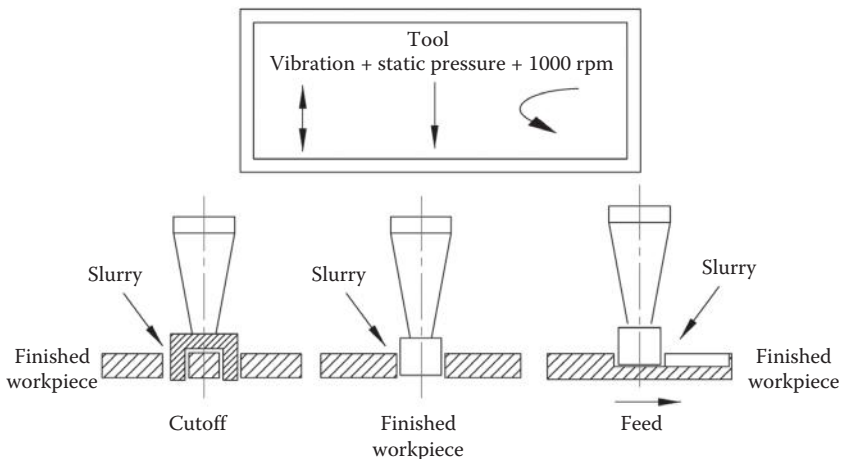 Tool
Vibration + static pressure + 1000 rpm
Slurry
Slurry
Slurry
Finished
workpiece
Finished
workpiece
Cutoff
Finished
workpiece
Feed